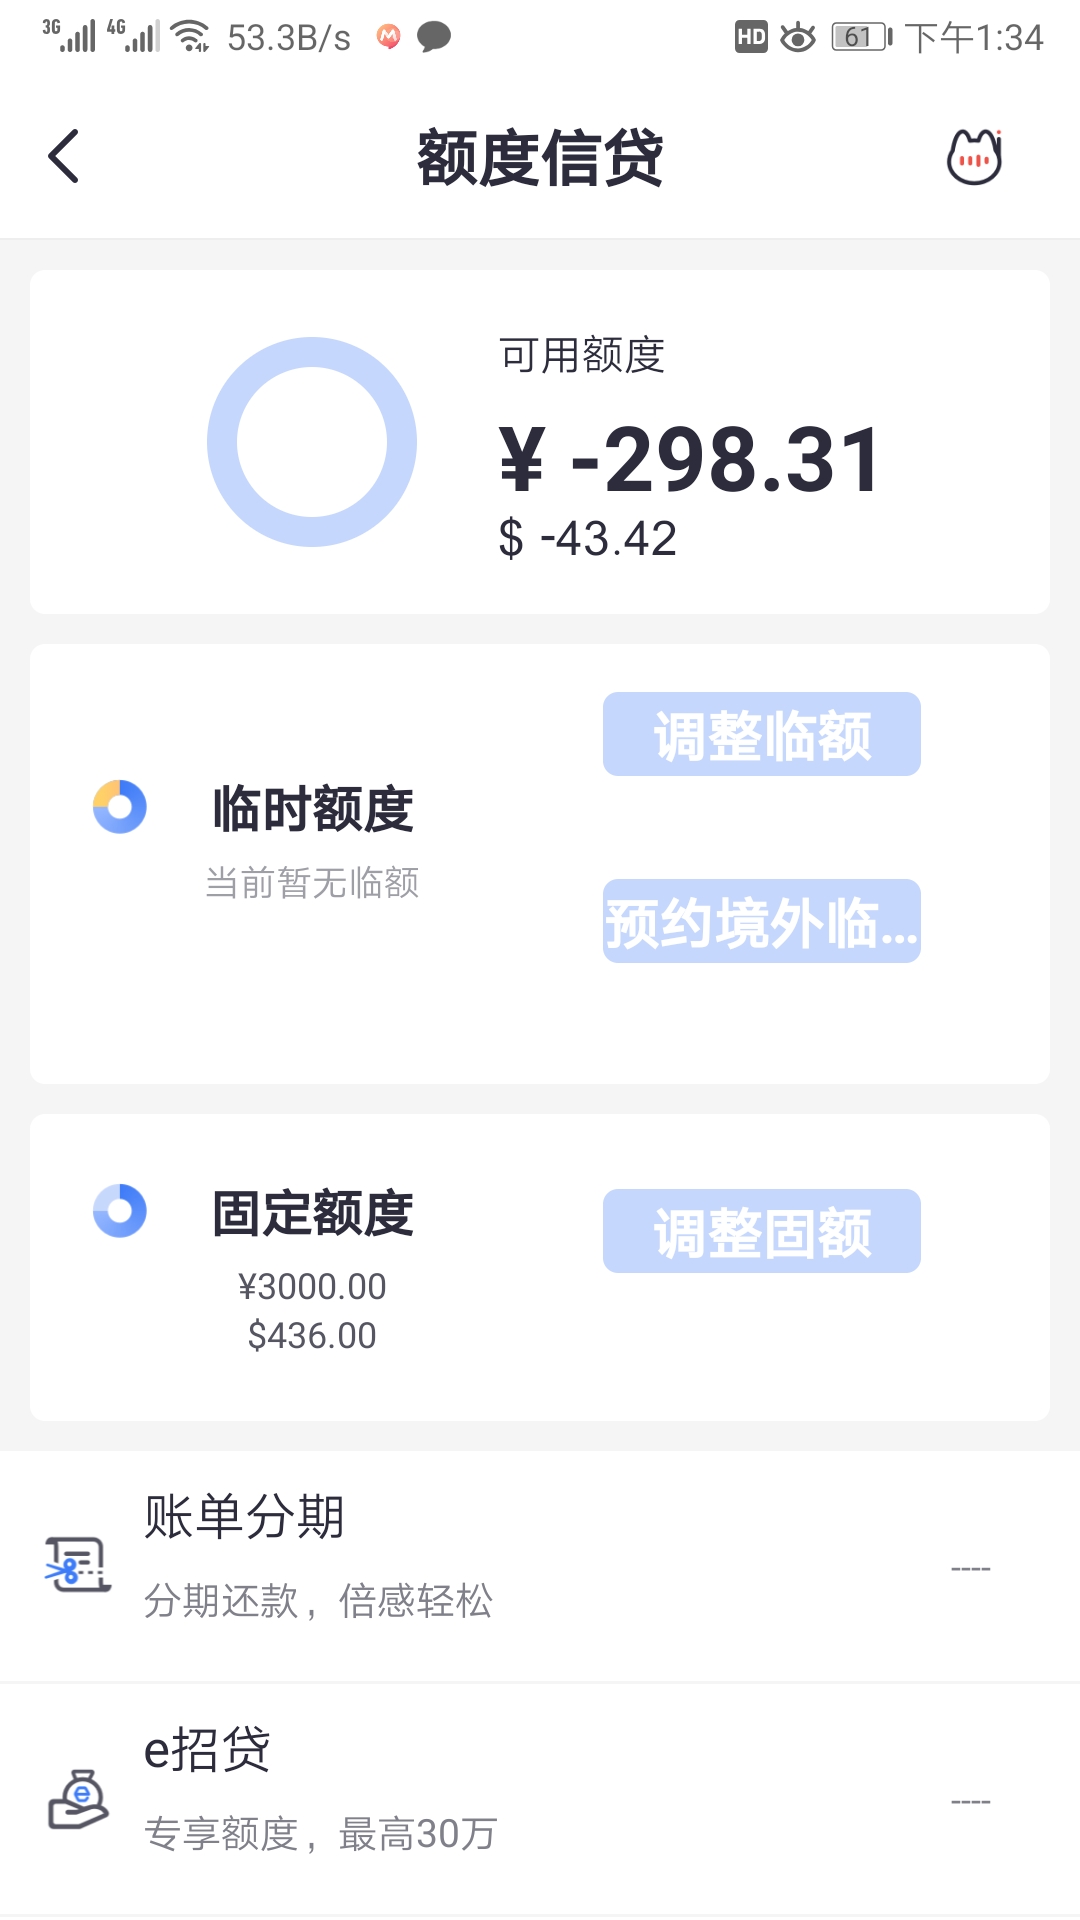 3G 4G 53.3B/s HD 61 下午1:34
额度信贷
可用额度
¥ -298.31
$ -43.42
调整临额
临时额度
当前暂无临额
预约境外临...
固定额度
调整固额
¥3000.00
$436.00
账单分期
分期还款，倍感轻松
----
e招贷
专享额度，最高30万
----